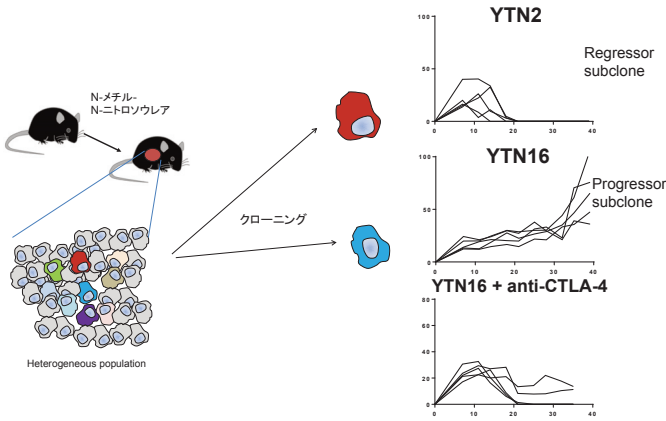 N-メチル-
N-ニトロソウレア
Heterogeneous population
クローニング
YTN2
100
50
0
0
10
20
30
40
Regressor
subclone
YTN16
100
50
0
0
10
20
30
40
Progressor
subclone
YTN16 + anti-CTLA-4
80
60
40
20
0
0
10
20
30
40